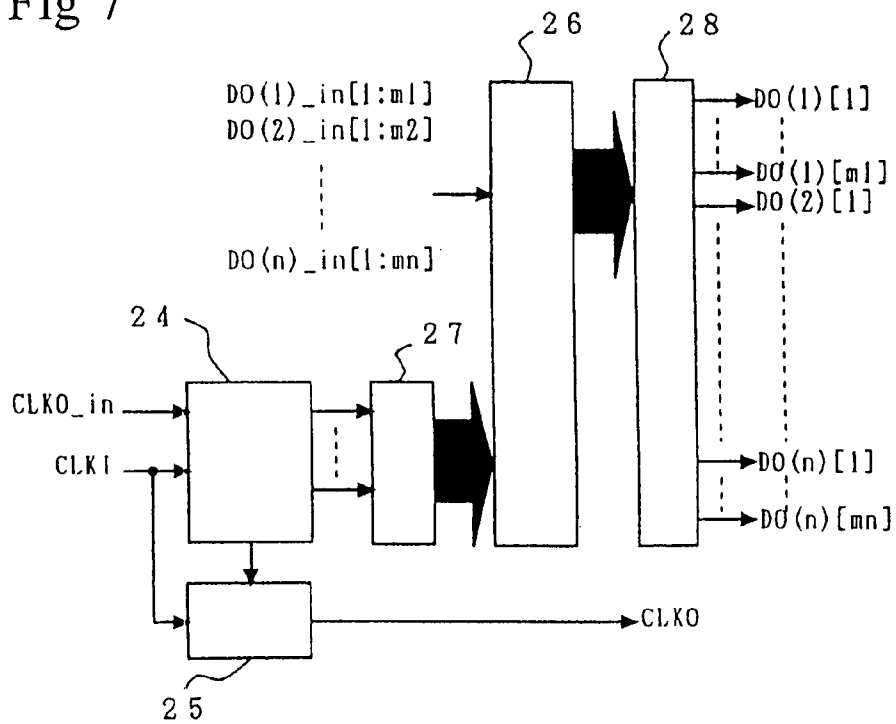 Fig 7
26
28
DO(1)_in[1:m1]
DO(2)_in[1:m2]
DO(n)_in[1:mn]
DO(1)[1]
DO(1)[m1]
DO(2)[1]
DO(n)[1]
DO(n)[mn]
24
27
CLKO_in
CLKi
CLKO
25